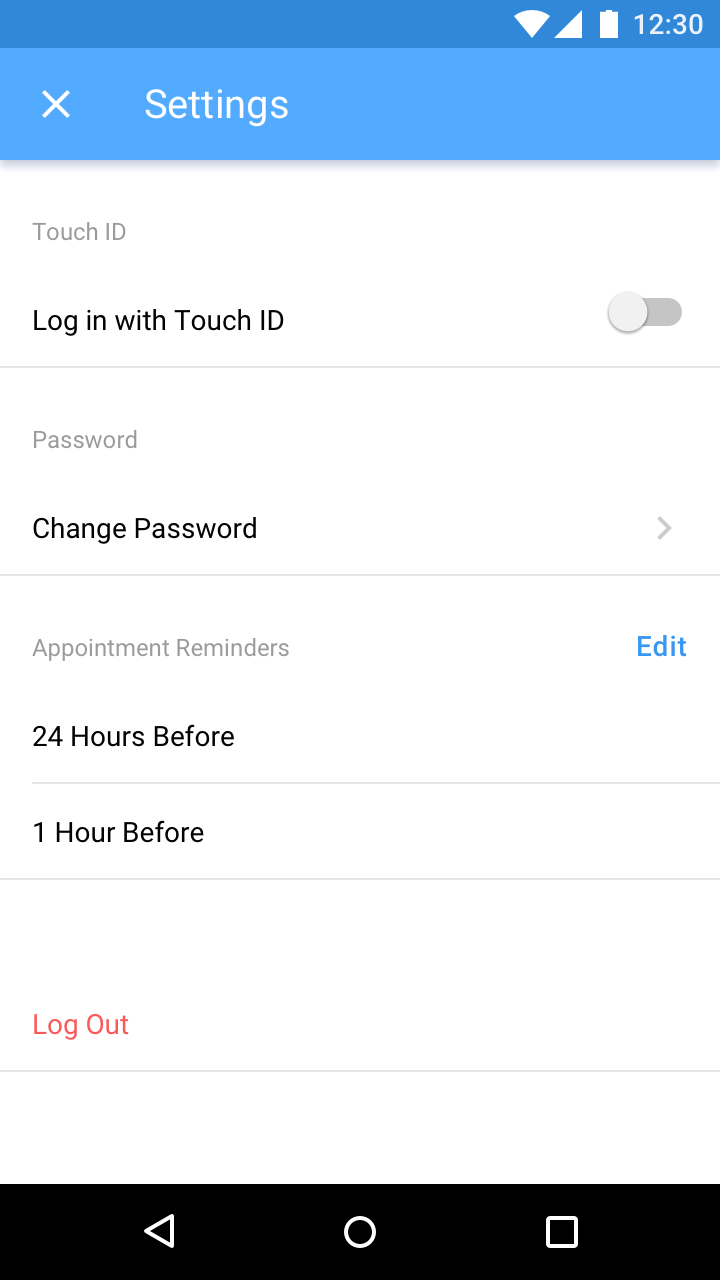 12:30
Settings
Touch ID
Log in with Touch ID
Password
Change Password
Appointment Reminders Edit
24 Hours Before
1 Hour Before
Log Out